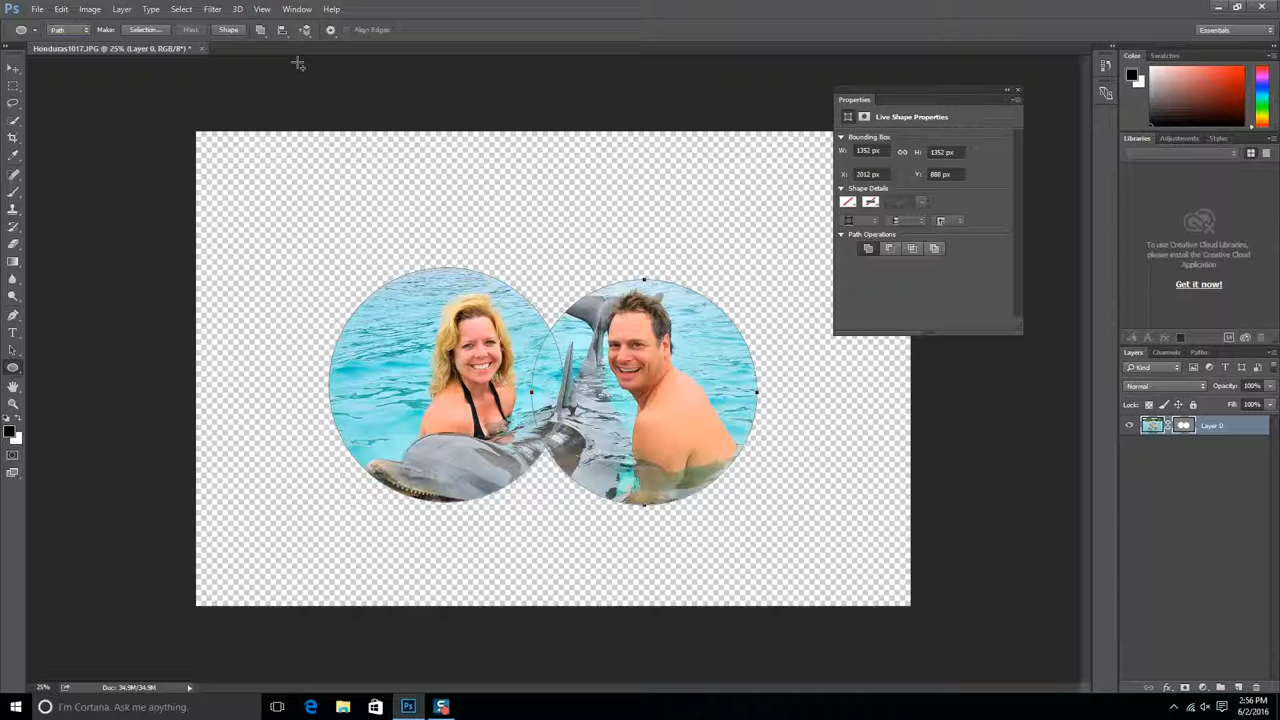 Ps File Edit Image Layer Type Select Filter 3D View Window Help
Path Make: Selection... Mask Shape Align Edges Essentials
Honduras1017.JPG @ 25% (Layer 0, RGB/8*) * ×
Properties
Live Shape Properties
Bounding Box
W: 1352 px H: 1352 px
X: 2012 px Y: 888 px
Shape Details
Path Operations
Color Swatches
Libraries Adjustments Styles
To use Creative Cloud Libraries,
please install the Creative Cloud
Application
Get it now!
Layers Channels Paths
Kind
Normal Opacity: 100%
Lock: Fill: 100%
Layer 0
25% Doc: 34.9M/34.9M
I'm Cortana. Ask me anything.
2:56 PM
6/2/2016